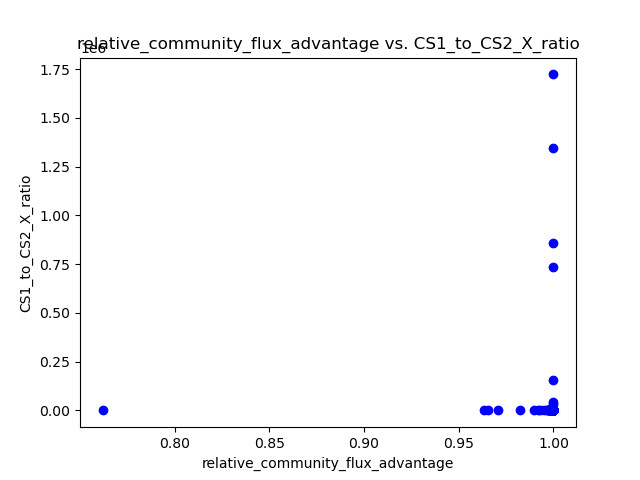 relative_community_flux_advantage vs. CS1_to_CS2_X_ratio
1e6
1.75
1.50
1.25
1.00
0.75
0.50
0.25
0.00
CS1_to_CS2_X_ratio
0.80 0.85 0.90 0.95 1.00
relative_community_flux_advantage